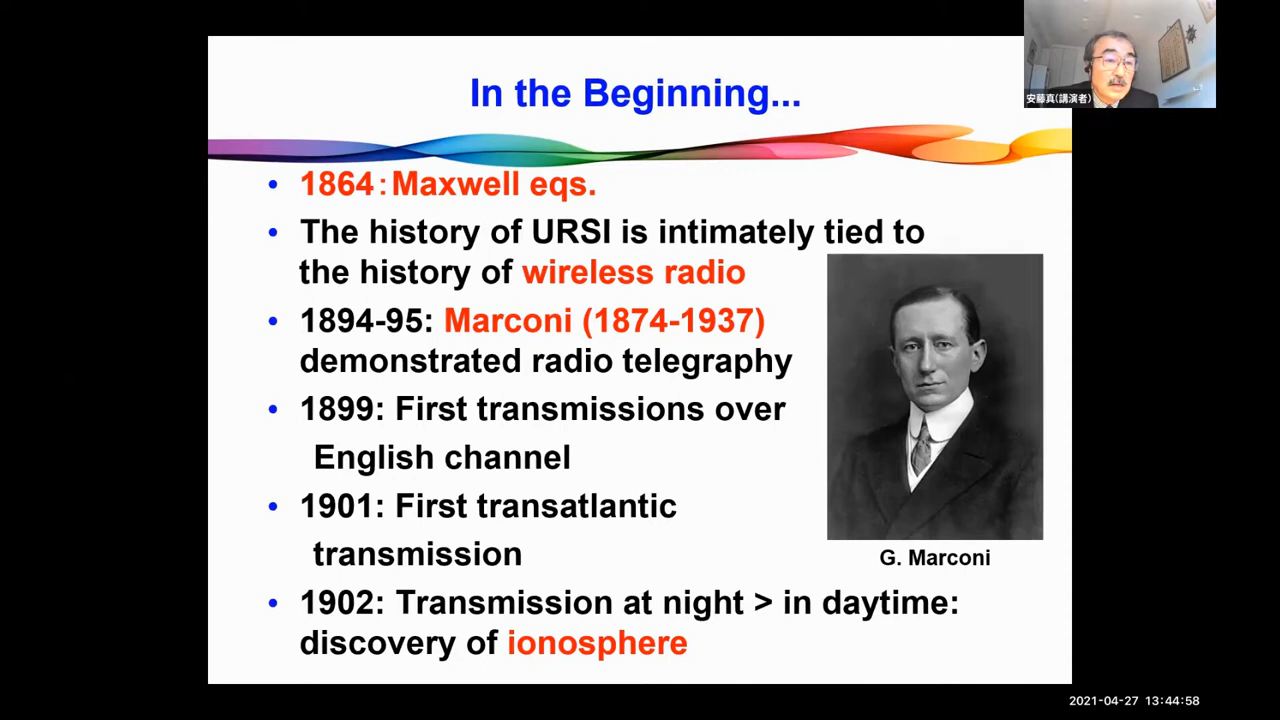 In the Beginning...
安藤真(講演者)
• 1864:Maxwell eqs.
• The history of URSI is intimately tied to
the history of wireless radio
• 1894-95: Marconi (1874-1937)
demonstrated radio telegraphy
• 1899: First transmissions over
English channel
• 1901: First transatlantic
transmission
G. Marconi
• 1902: Transmission at night > in daytime:
discovery of ionosphere
2021-04-27 13:44:58